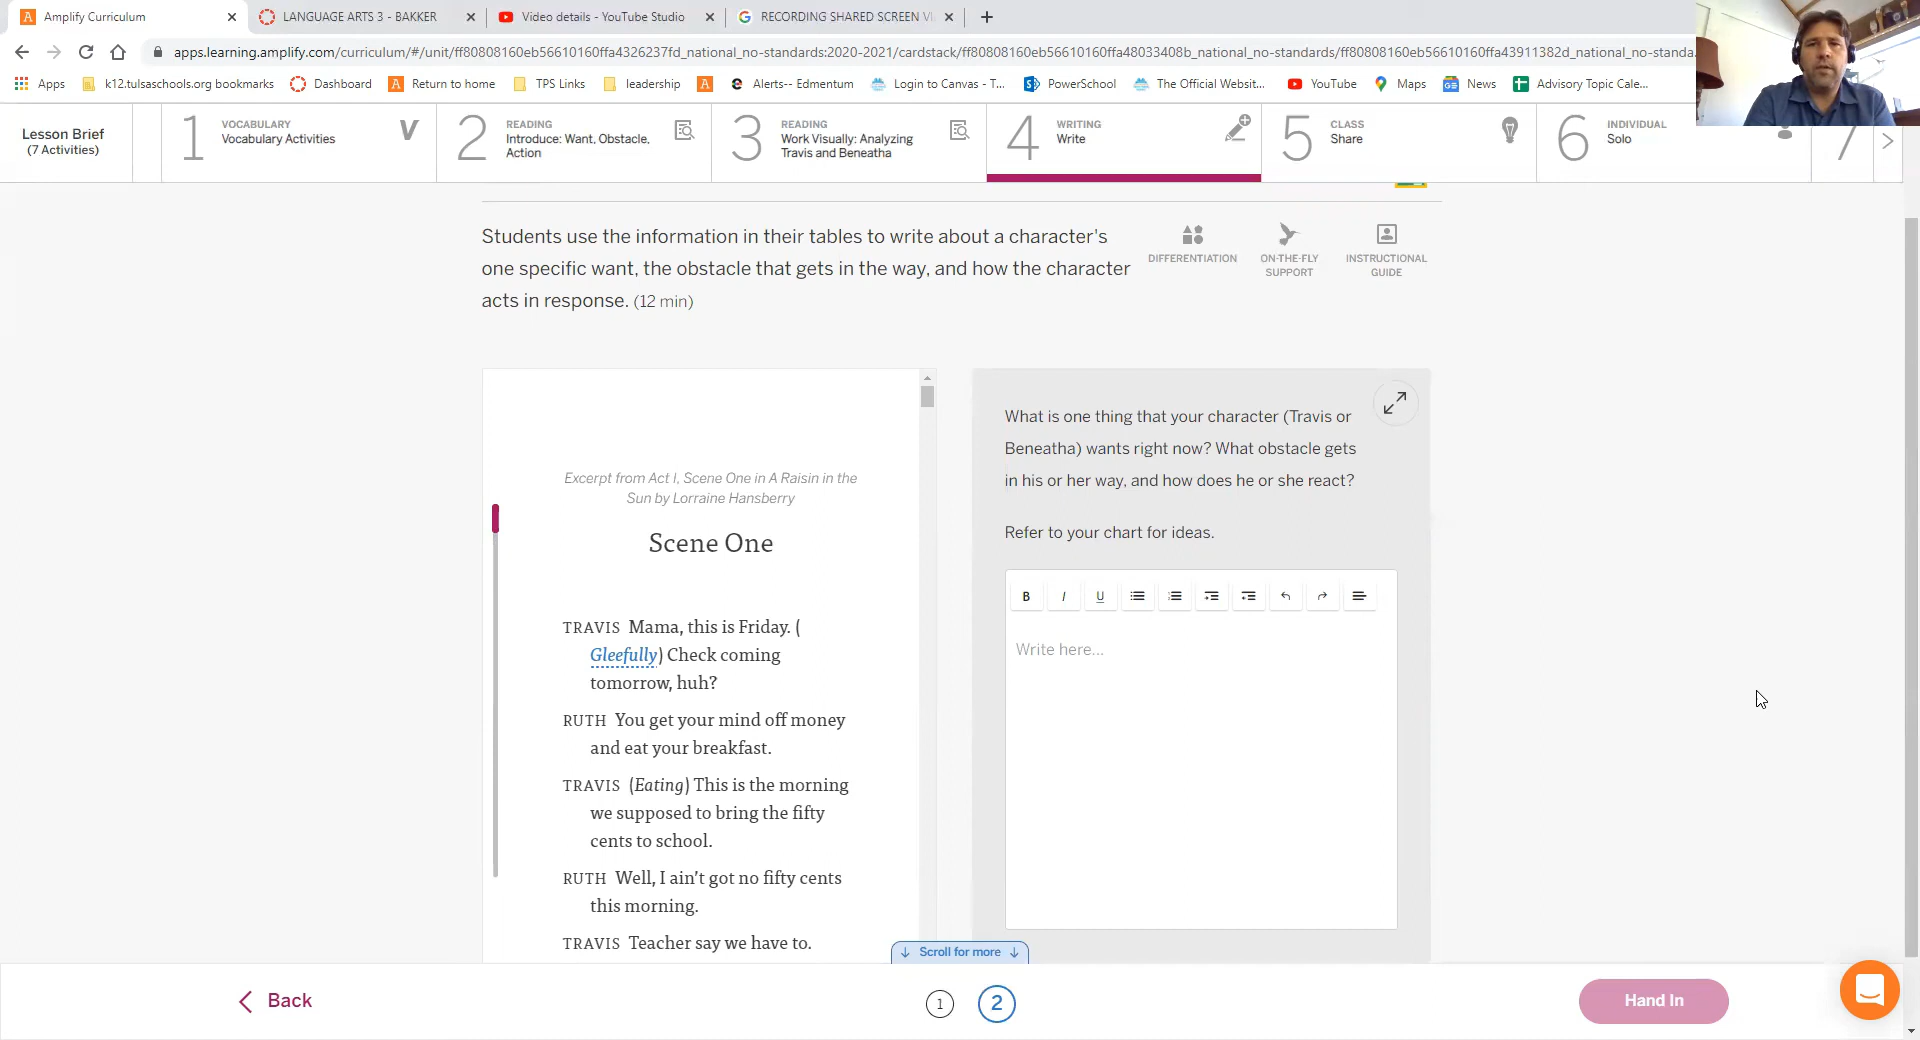 Amplify Curriculum
LANGUAGE ARTS 3 - BAKKER
Video details - YouTube Studio
RECORDING SHARED SCREEN VI
apps.learning.amplify.com/curriculum/#/unit/ff80808160eb56610160ffa4326237fd_national_no-standards:2020-2021/cardstack/ff80808160eb56610160ffa48033408b_national_no-standards/ff80808160eb56610160ffa43911382d_national_no-standa...
Apps
k12.tulsaschools.org bookmarks
Dashboard
Return to home
TPS Links
leadership
Alerts-- Edmentum
Login to Canvas - T...
PowerSchool
The Official Websit...
YouTube
Maps
News
Advisory Topic Cale...
Lesson Brief
(7 Activities)
1
VOCABULARY
Vocabulary Activities
V
2
READING
Introduce: Want, Obstacle,
Action
3
READING
Work Visually: Analyzing
Travis and Beneatha
4
WRITING
Write
5
CLASS
Share
6
INDIVIDUAL
Solo
7
Students use the information in their tables to write about a character's
one specific want, the obstacle that gets in the way, and how the character
acts in response. (12 min)
DIFFERENTIATION
ON-THE-FLY
SUPPORT
INSTRUCTIONAL
GUIDE
Excerpt from Act I, Scene One in A Raisin in the
Sun by Lorraine Hansberry
Scene One
TRAVIS Mama, this is Friday. (
Gleefully) Check coming
tomorrow, huh?
RUTH You get your mind off money
and eat your breakfast.
TRAVIS (Eating) This is the morning
we supposed to bring the fifty
cents to school.
RUTH Well, I ain't got no fifty cents
this morning.
TRAVIS Teacher say we have to.
What is one thing that your character (Travis or
Beneatha) wants right now? What obstacle gets
in his or her way, and how does he or she react?
Refer to your chart for ideas.
B I U
Write here...
Scroll for more
Back
1
2
Hand In